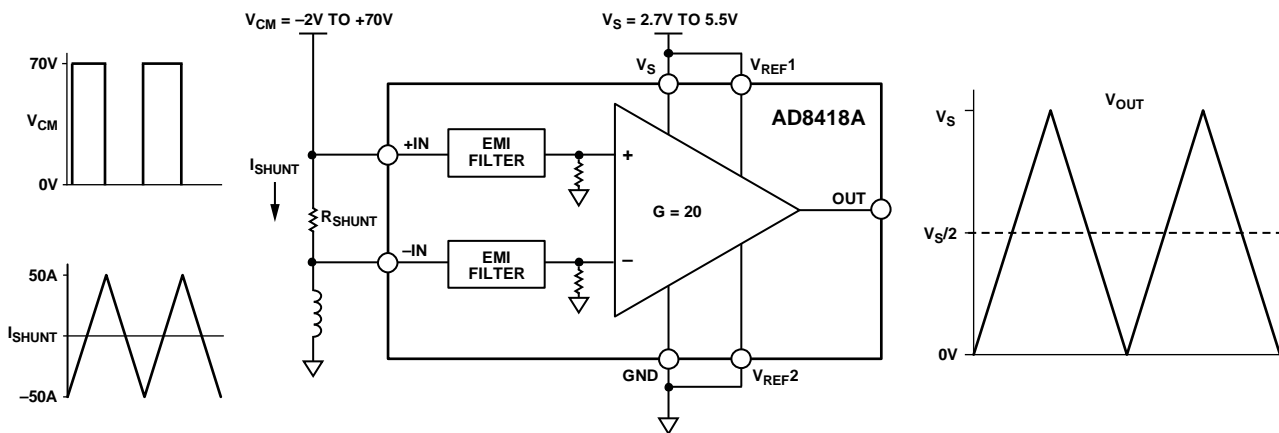 V_CM = –2V TO +70V
V_S = 2.7V TO 5.5V
70V
V_CM
0V
I_SHUNT
50A
I_SHUNT
–50A
R_SHUNT
V_S
V_REF1
AD8418A
+IN
EMI
FILTER
+
G = 20
OUT
–IN
EMI
FILTER
–
GND
V_REF2
V_OUT
V_S
V_S/2
0V